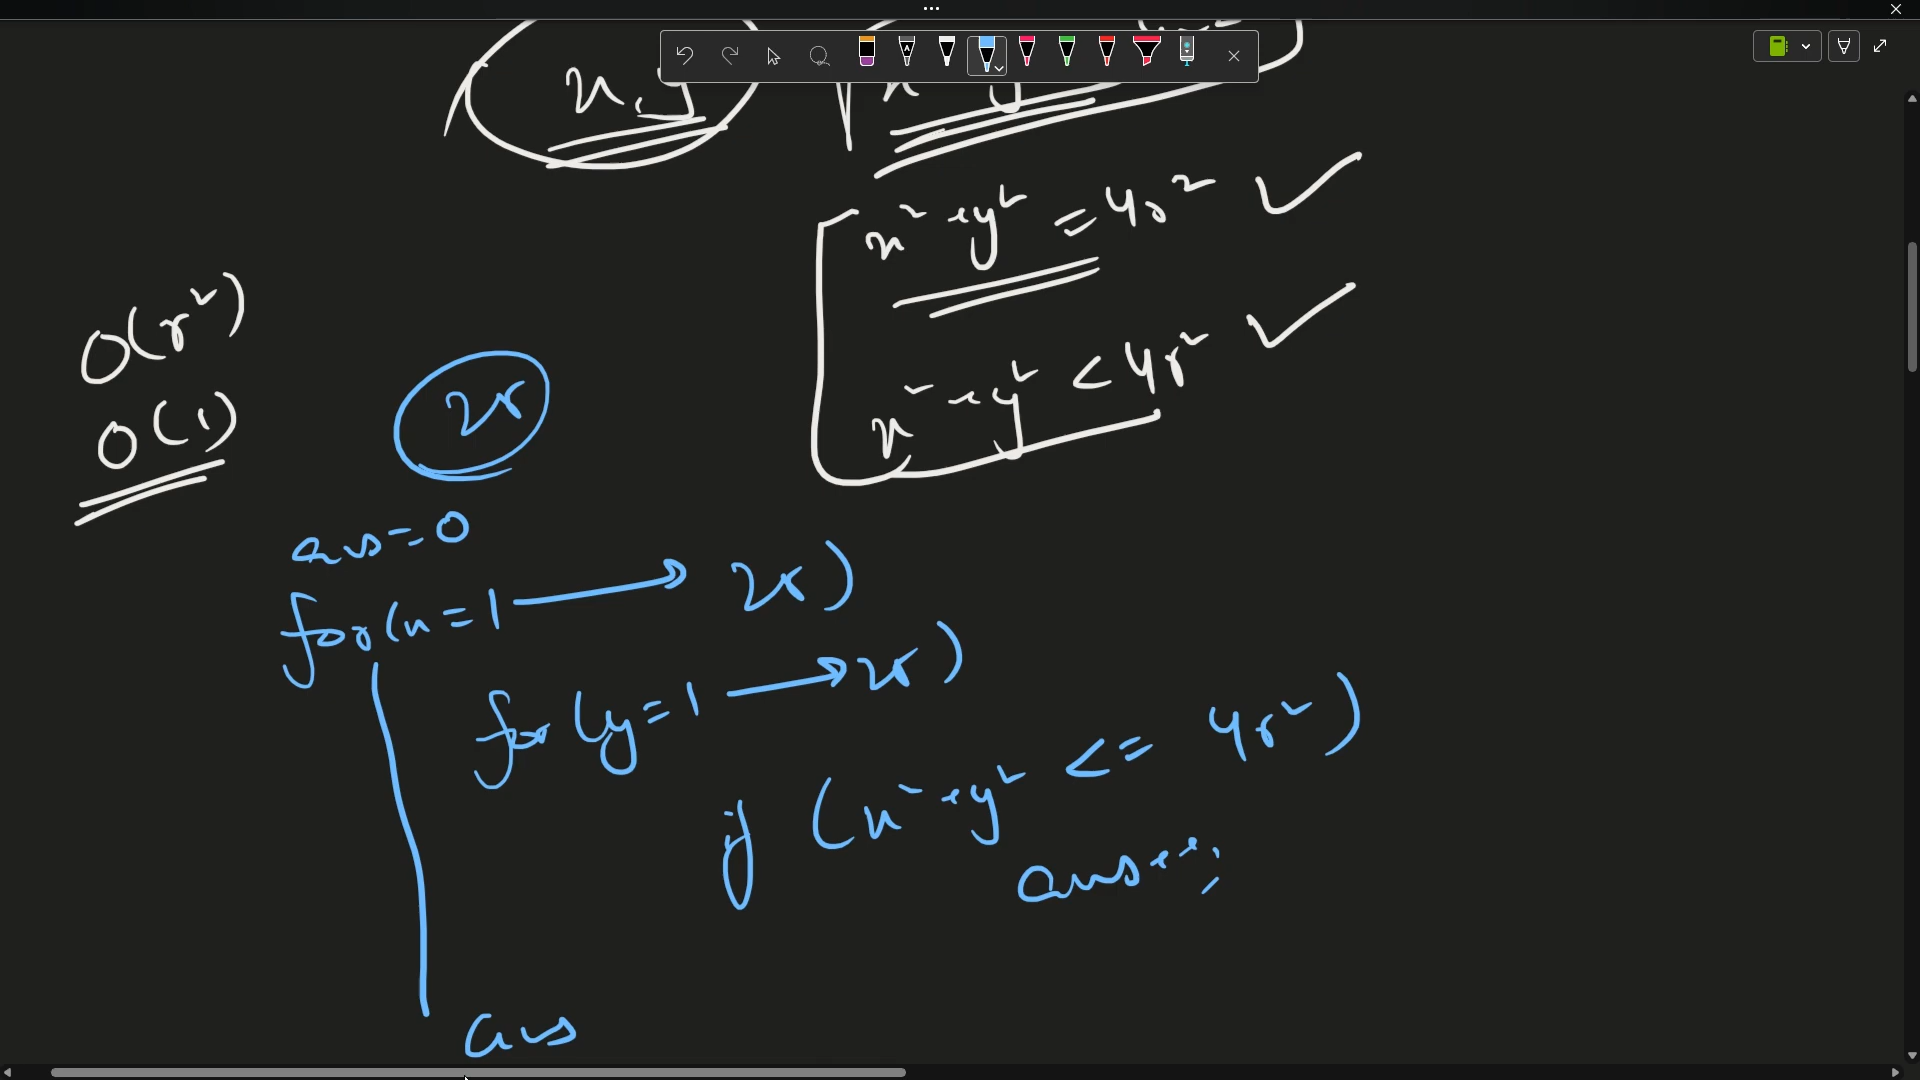 x, y
x² + y² = 4r²
x² + y² < 4r²
O(r²)
O(1)
2r
ans = 0
for(x = 1 → 2r)
for(y = 1 → 2r)
if (x² + y² <= 4r²)
ans++;
ans